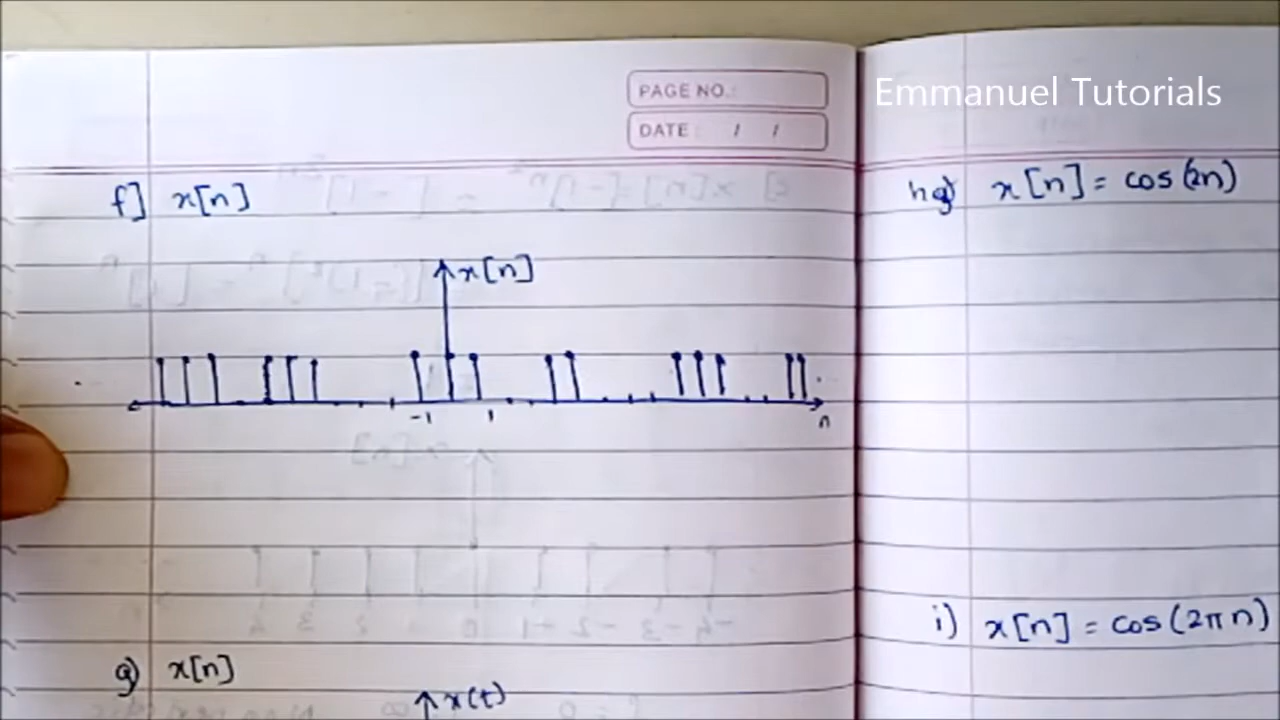 PAGE NO.:
DATE : / /
f] x[n]
x[n]
-1 1 n
g) x[n]
x(t)
Emmanuel Tutorials
h) x[n] = cos(2n)
i) x[n] = cos(2πn)